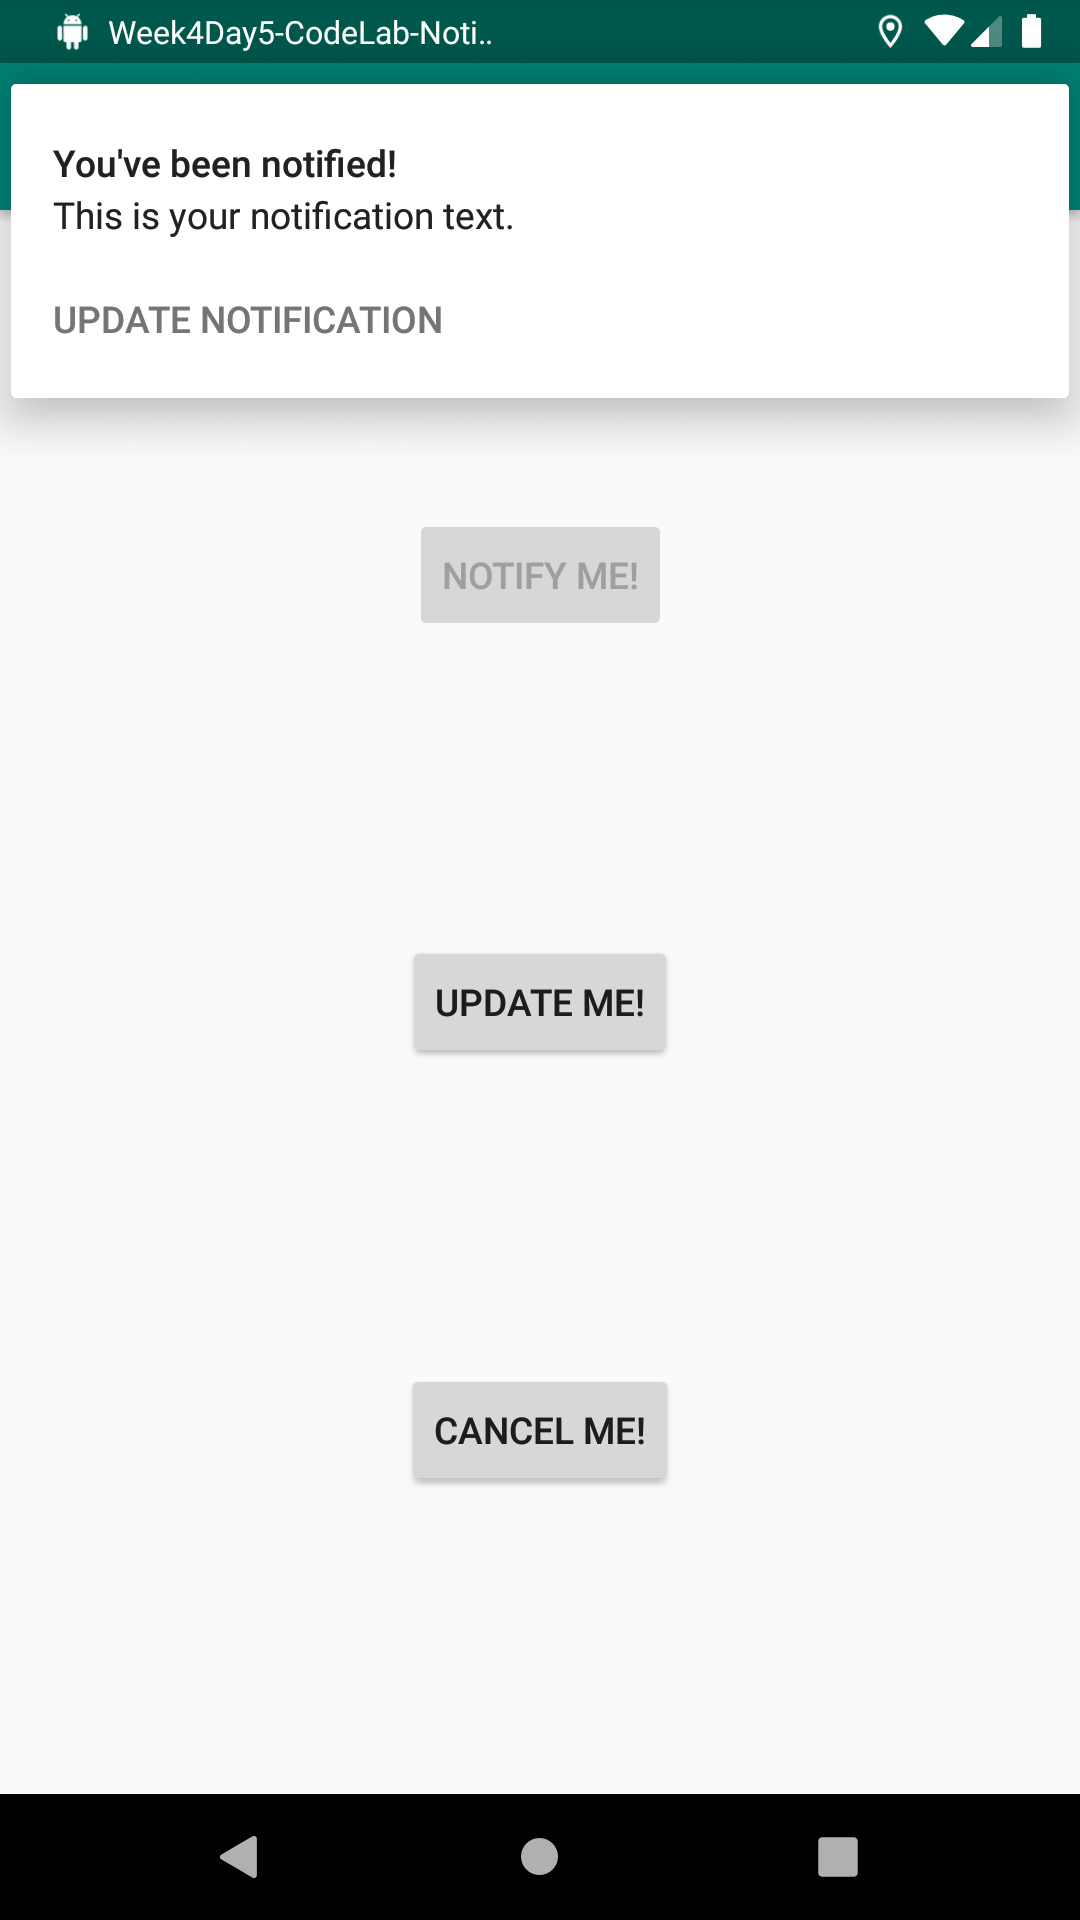 Week4Day5-CodeLab-Noti..
You've been notified!
This is your notification text.
UPDATE NOTIFICATION
NOTIFY ME!
UPDATE ME!
CANCEL ME!